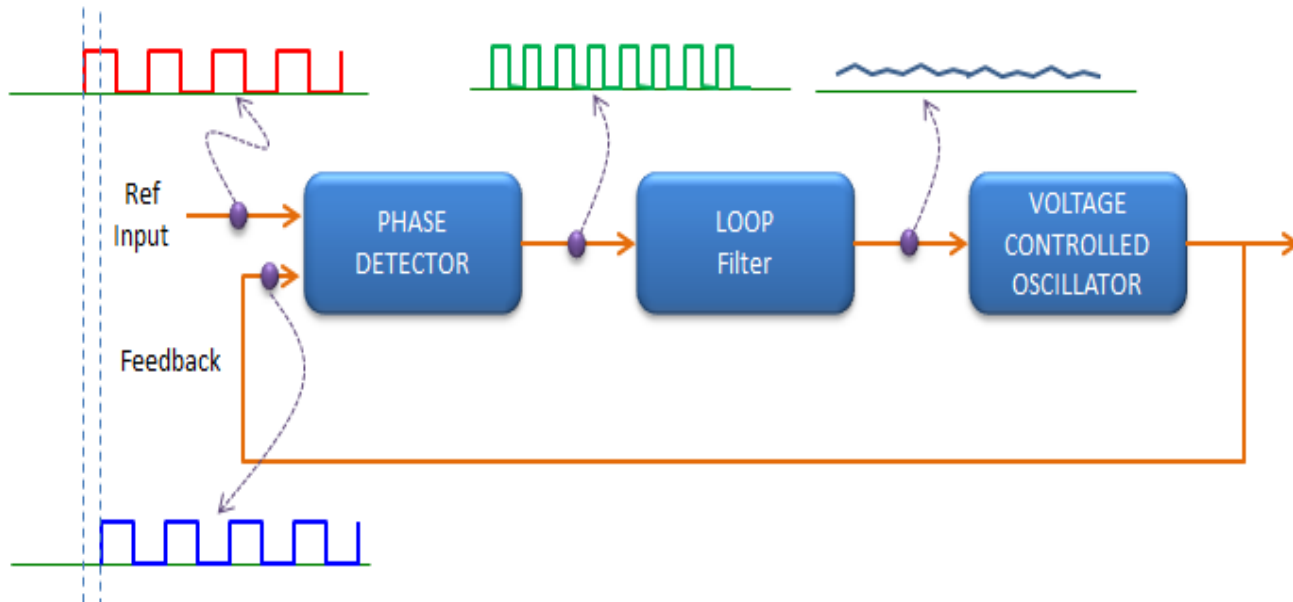 Ref
Input
PHASE
DETECTOR
LOOP
Filter
VOLTAGE
CONTROLLED
OSCILLATOR
Feedback